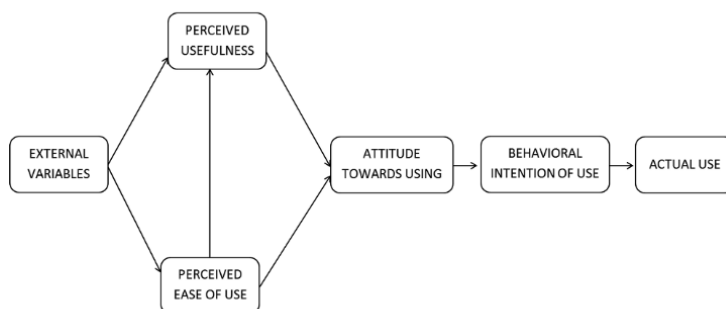 PERCEIVED
USEFULNESS
EXTERNAL
VARIABLES
ATTITUDE
TOWARDS USING
BEHAVIORAL
INTENTION OF USE
ACTUAL USE
PERCEIVED
EASE OF USE